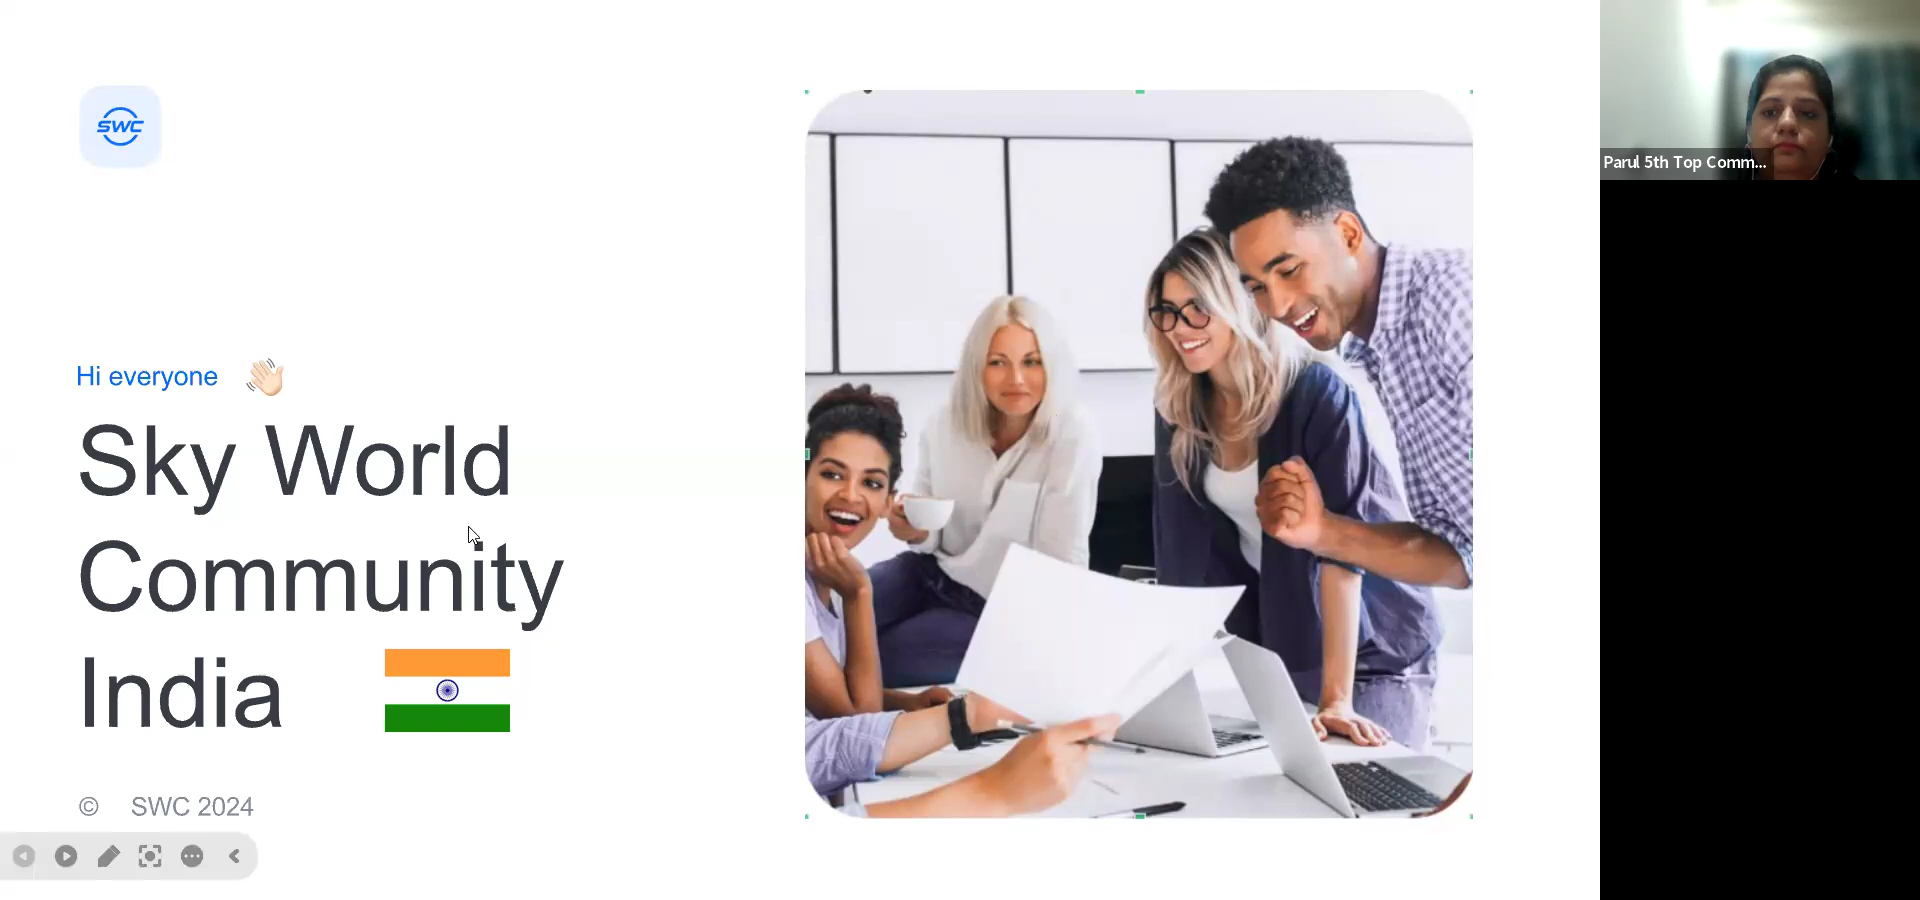 SWC
Hi everyone
Sky World
Community
India
© SWC 2024
Parul 5th Top Comm...